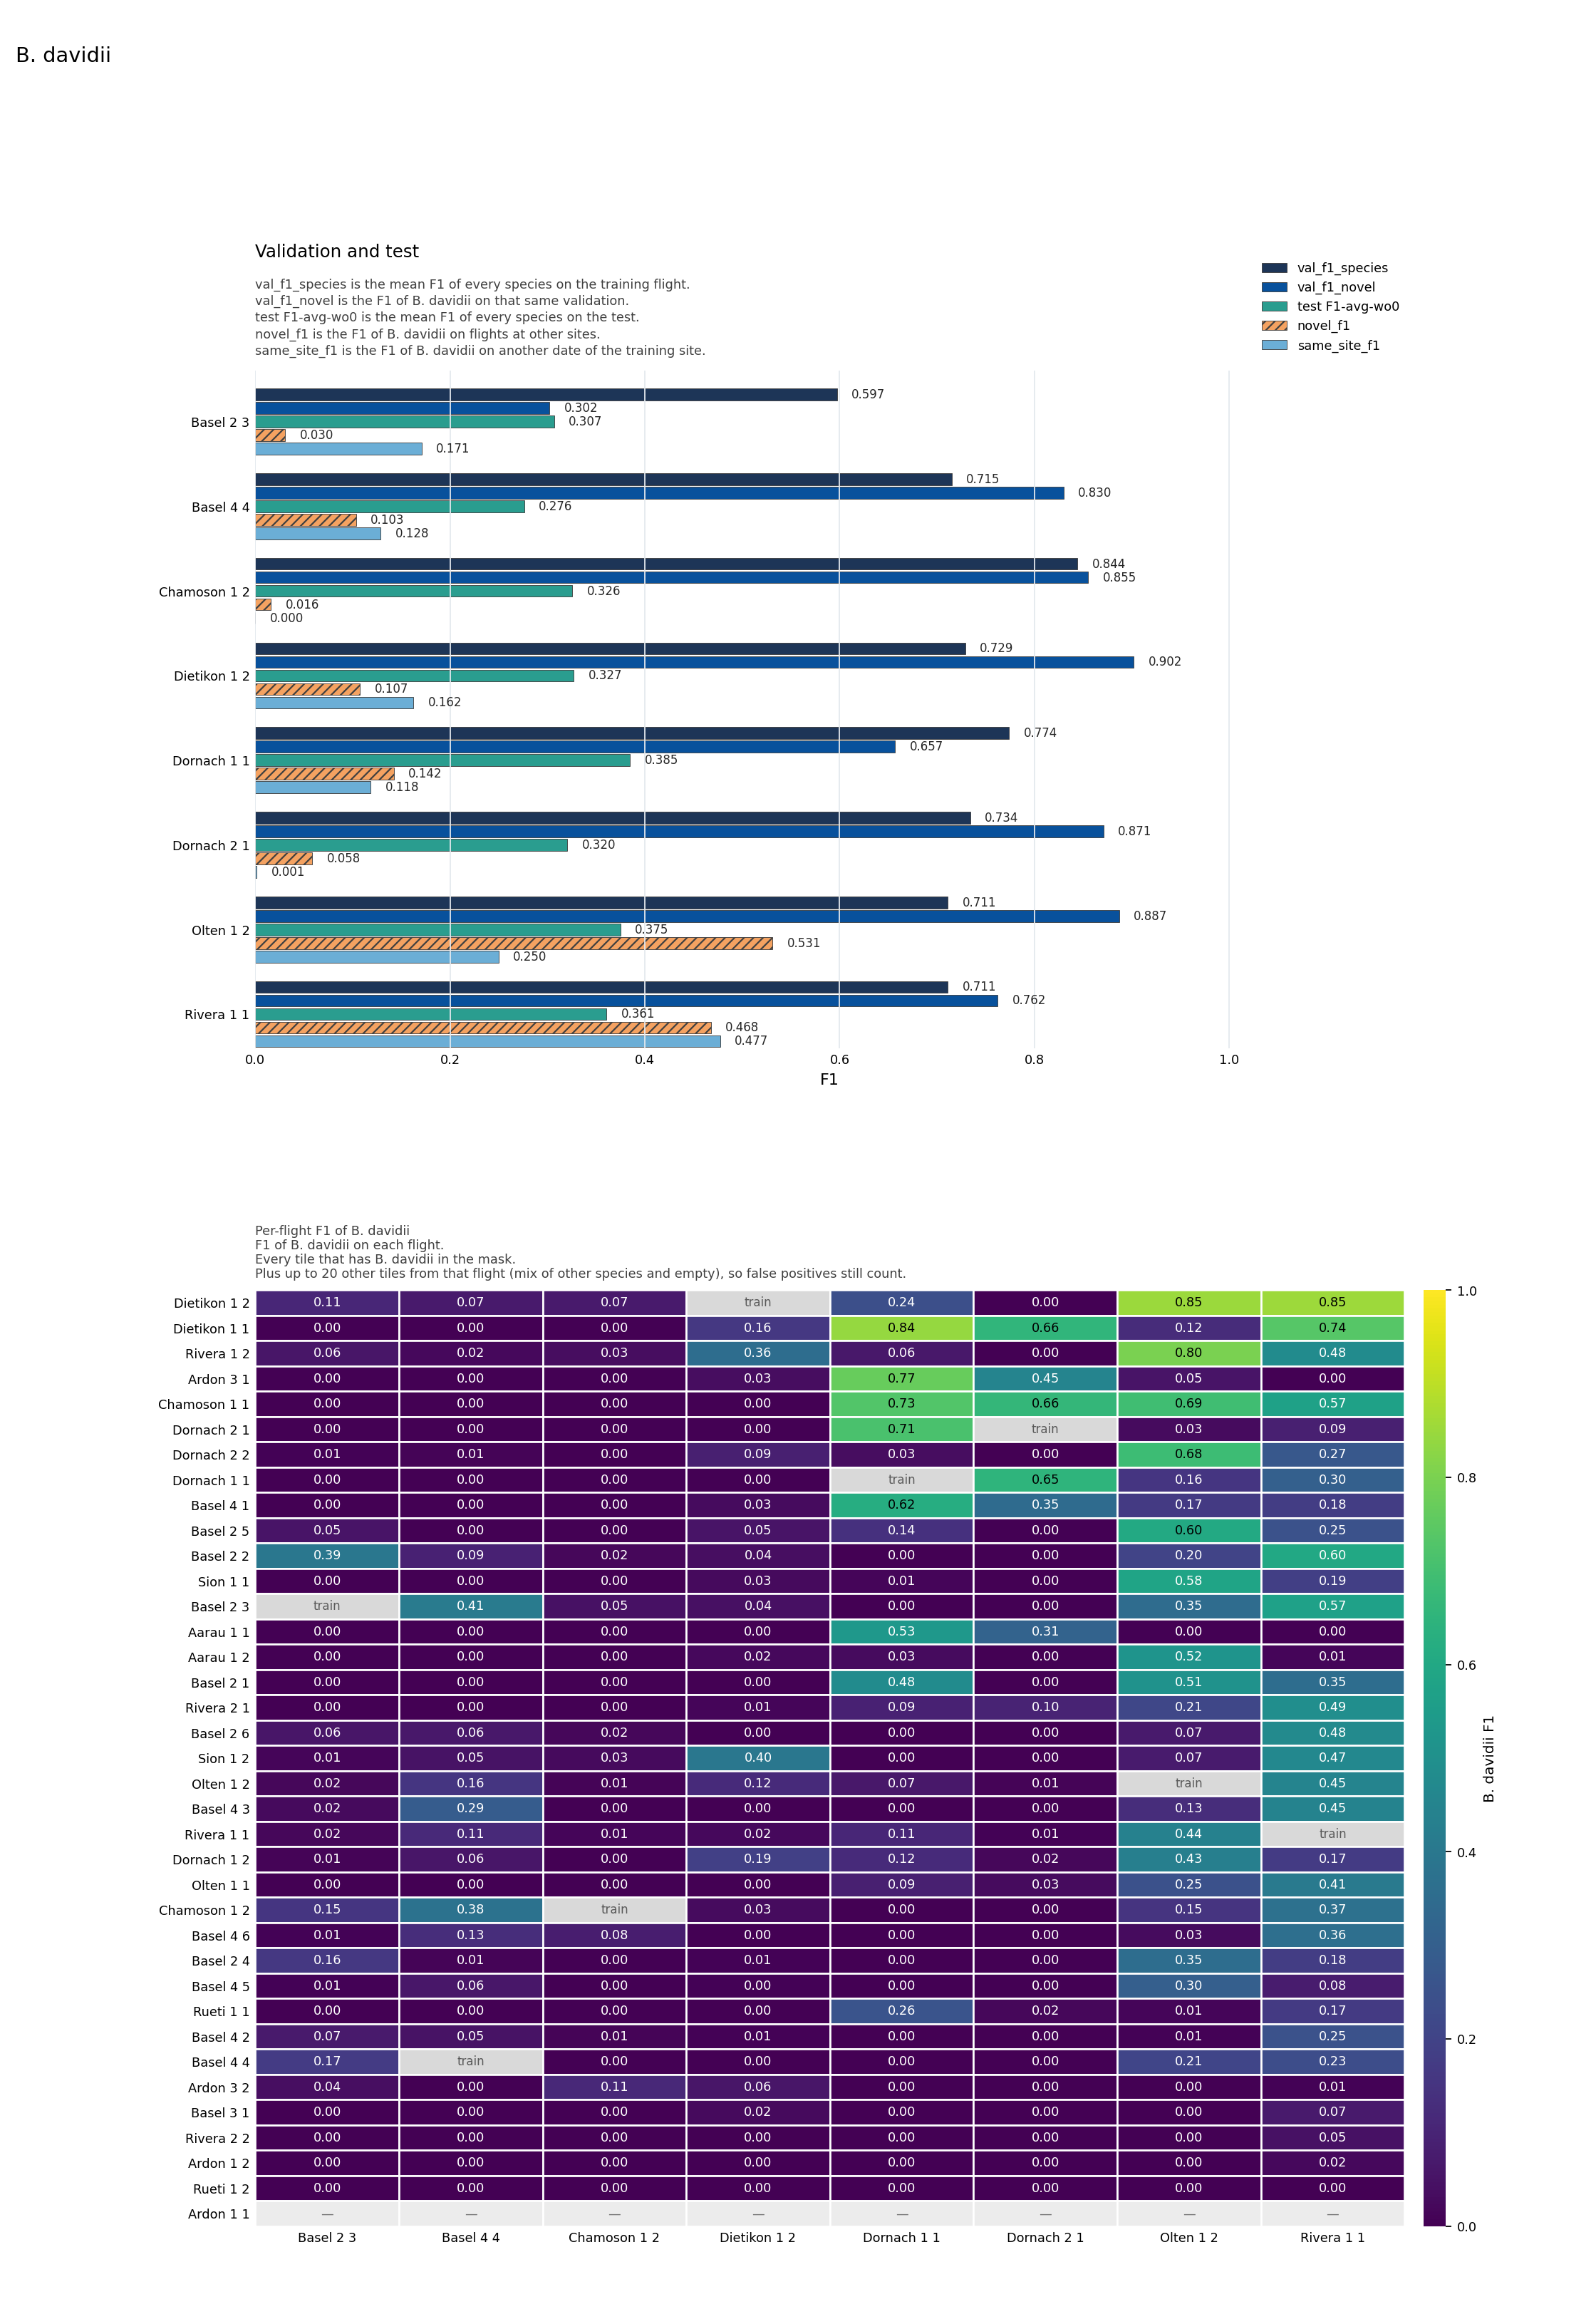 B. davidii
Validation and test
val_f1_species is the mean F1 of every species on the training flight.
val_f1_novel is the F1 of B. davidii on that same validation.
test F1-avg-wo0 is the mean F1 of every species on the test.
novel_f1 is the F1 of B. davidii on flights at other sites.
same_site_f1 is the F1 of B. davidii on another date of the training site.
val_f1_species
val_f1_novel
test F1-avg-wo0
novel_f1
same_site_f1
Basel 2 3 0.597 0.302 0.307 0.030 0.171
Basel 4 4 0.715 0.830 0.276 0.103 0.128
Chamoson 1 2 0.844 0.855 0.326 0.016 0.000
Dietikon 1 2 0.729 0.902 0.327 0.107 0.162
Dornach 1 1 0.774 0.657 0.385 0.142 0.118
Dornach 2 1 0.734 0.871 0.320 0.058 0.001
Olten 1 2 0.711 0.887 0.375 0.531 0.250
Rivera 1 1 0.711 0.762 0.361 0.468 0.477
0.0 0.2 0.4 0.6 0.8 1.0
F1
Per-flight F1 of B. davidii
F1 of B. davidii on each flight.
Every tile that has B. davidii in the mask.
Plus up to 20 other tiles from that flight (mix of other species and empty), so false positives still count.
Dietikon 1 2 0.11 0.07 0.07 train 0.24 0.00 0.85 0.85
Dietikon 1 1 0.00 0.00 0.00 0.16 0.84 0.66 0.12 0.74
Rivera 1 2 0.06 0.02 0.03 0.36 0.06 0.00 0.80 0.48
Ardon 3 1 0.00 0.00 0.00 0.03 0.77 0.45 0.05 0.00
Chamoson 1 1 0.00 0.00 0.00 0.00 0.73 0.66 0.69 0.57
Dornach 2 1 0.00 0.00 0.00 0.00 0.71 train 0.03 0.09
Dornach 2 2 0.01 0.01 0.00 0.09 0.03 0.00 0.68 0.27
Dornach 1 1 0.00 0.00 0.00 0.00 train 0.65 0.16 0.30
Basel 4 1 0.00 0.00 0.00 0.03 0.62 0.35 0.17 0.18
Basel 2 5 0.05 0.00 0.00 0.05 0.14 0.00 0.60 0.25
Basel 2 2 0.39 0.09 0.02 0.04 0.00 0.00 0.20 0.60
Sion 1 1 0.00 0.00 0.00 0.03 0.01 0.00 0.58 0.19
Basel 2 3 train 0.41 0.05 0.04 0.00 0.00 0.35 0.57
Aarau 1 1 0.00 0.00 0.00 0.00 0.53 0.31 0.00 0.00
Aarau 1 2 0.00 0.00 0.00 0.02 0.03 0.00 0.52 0.01
Basel 2 1 0.00 0.00 0.00 0.00 0.48 0.00 0.51 0.35
Rivera 2 1 0.00 0.00 0.00 0.01 0.09 0.10 0.21 0.49
Basel 2 6 0.06 0.06 0.02 0.00 0.00 0.00 0.07 0.48
Sion 1 2 0.01 0.05 0.03 0.40 0.00 0.00 0.07 0.47
Olten 1 2 0.02 0.16 0.01 0.12 0.07 0.01 train 0.45
Basel 4 3 0.02 0.29 0.00 0.00 0.00 0.00 0.13 0.45
Rivera 1 1 0.02 0.11 0.01 0.02 0.11 0.01 0.44 train
Dornach 1 2 0.01 0.06 0.00 0.19 0.12 0.02 0.43 0.17
Olten 1 1 0.00 0.00 0.00 0.00 0.09 0.03 0.25 0.41
Chamoson 1 2 0.15 0.38 train 0.03 0.00 0.00 0.15 0.37
Basel 4 6 0.01 0.13 0.08 0.00 0.00 0.00 0.03 0.36
Basel 2 4 0.16 0.01 0.00 0.01 0.00 0.00 0.35 0.18
Basel 4 5 0.01 0.06 0.00 0.00 0.00 0.00 0.30 0.08
Rueti 1 1 0.00 0.00 0.00 0.00 0.26 0.02 0.01 0.17
Basel 4 2 0.07 0.05 0.01 0.01 0.00 0.00 0.01 0.25
Basel 4 4 0.17 train 0.00 0.00 0.00 0.00 0.21 0.23
Ardon 3 2 0.04 0.00 0.11 0.06 0.00 0.00 0.00 0.01
Basel 3 1 0.00 0.00 0.00 0.02 0.00 0.00 0.00 0.07
Rivera 2 2 0.00 0.00 0.00 0.00 0.00 0.00 0.00 0.05
Ardon 1 2 0.00 0.00 0.00 0.00 0.00 0.00 0.00 0.02
Rueti 1 2 0.00 0.00 0.00 0.00 0.00 0.00 0.00 0.00
Ardon 1 1 — — — — — — — —
Basel 2 3 Basel 4 4 Chamoson 1 2 Dietikon 1 2 Dornach 1 1 Dornach 2 1 Olten 1 2 Rivera 1 1
1.0
0.8
0.6
0.4
0.2
0.0
B. davidii F1